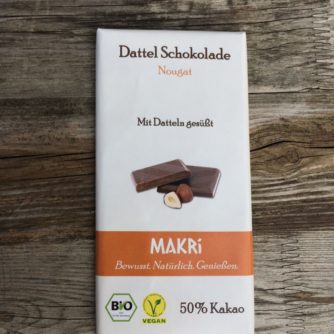 Dattel Schokolade
Nougat
Mit Datteln gesüßt
MAKRi
Bewusst. Natürlich. Genießen.
BIO
VEGAN
50% Kakao